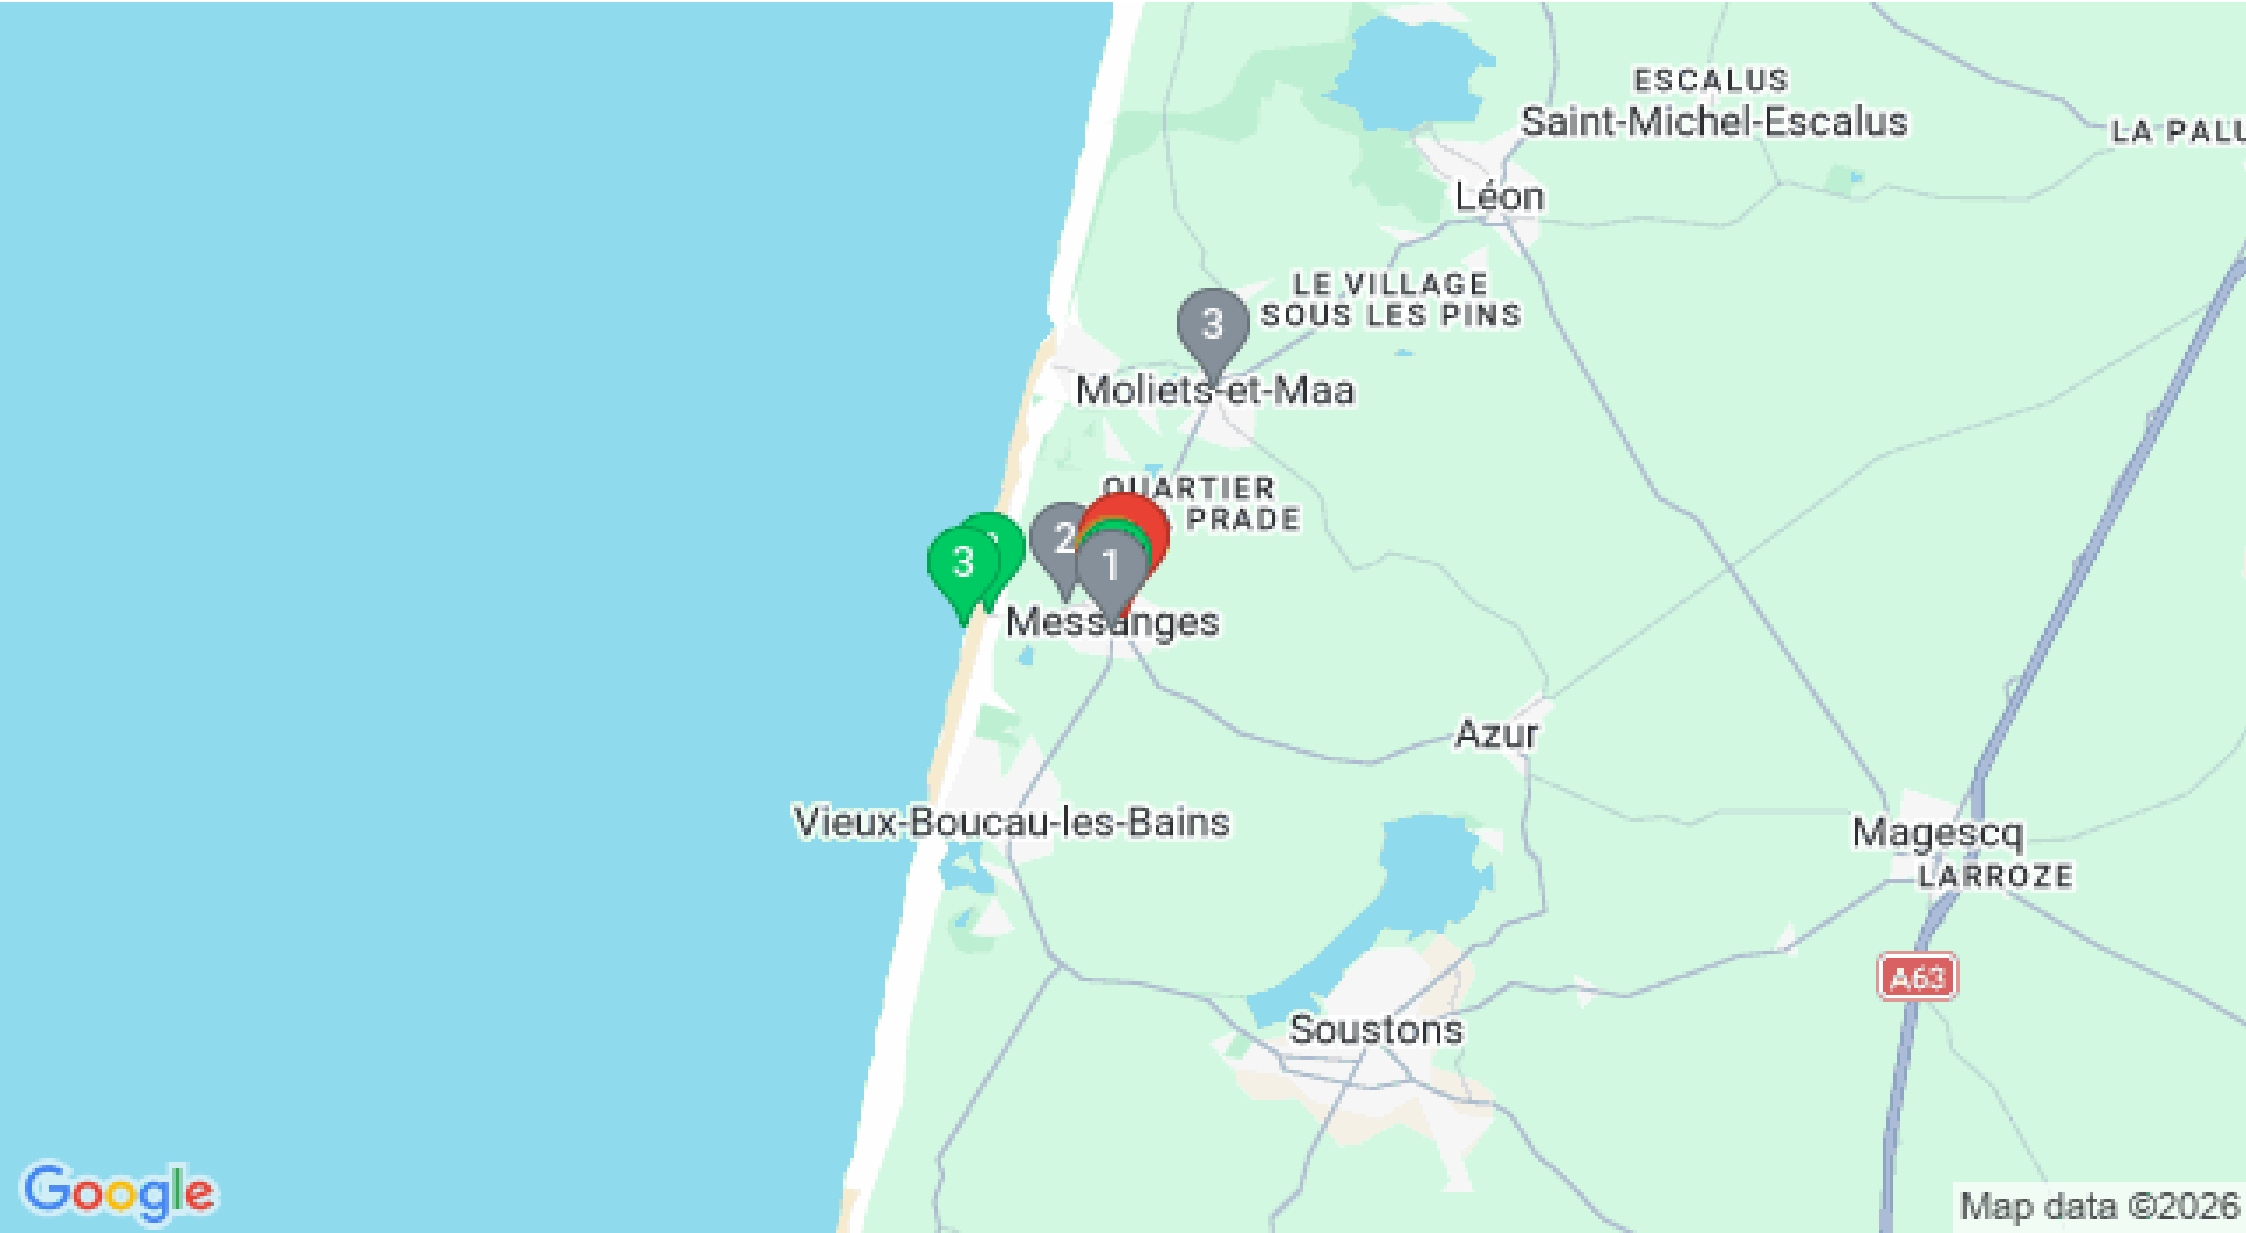 ESCALUS
Saint-Michel-Escalus
LA PALU
Léon
LE VILLAGE
SOUS LES PINS
3
Moliets-et-Maa
QUARTIER
PRADE
2
3
1
Messanges
Azur
Vieux-Boucau-les-Bains
Magescq
LARROZE
A63
Soustons
Google
Map data ©2026